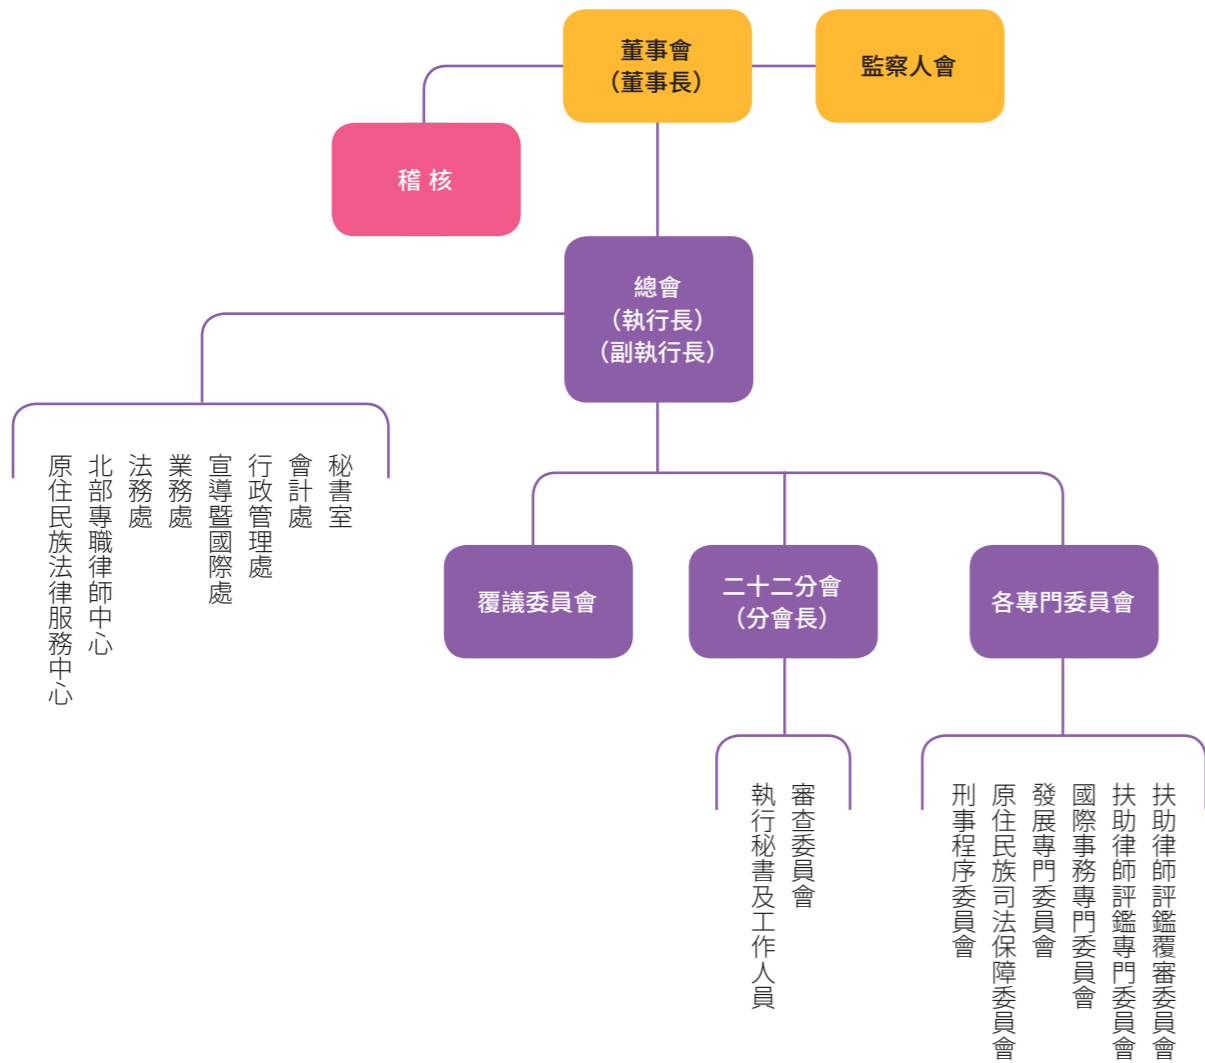 董事會
（董事長）
監察人會
稽 核
總會
（執行長）
（副執行長）
秘書室
會計處
行政管理處
宣導暨國際處
業務處
法務處
北部專職律師中心
原住民族法律服務中心
覆議委員會
二十二分會
（分會長）
各專門委員會
審查委員會
執行秘書及工作人員
扶助律師評鑑覆審委員會
扶助律師評鑑專門委員會
國際事務專門委員會
發展專門委員會
原住民族司法保障委員會
刑事程序委員會